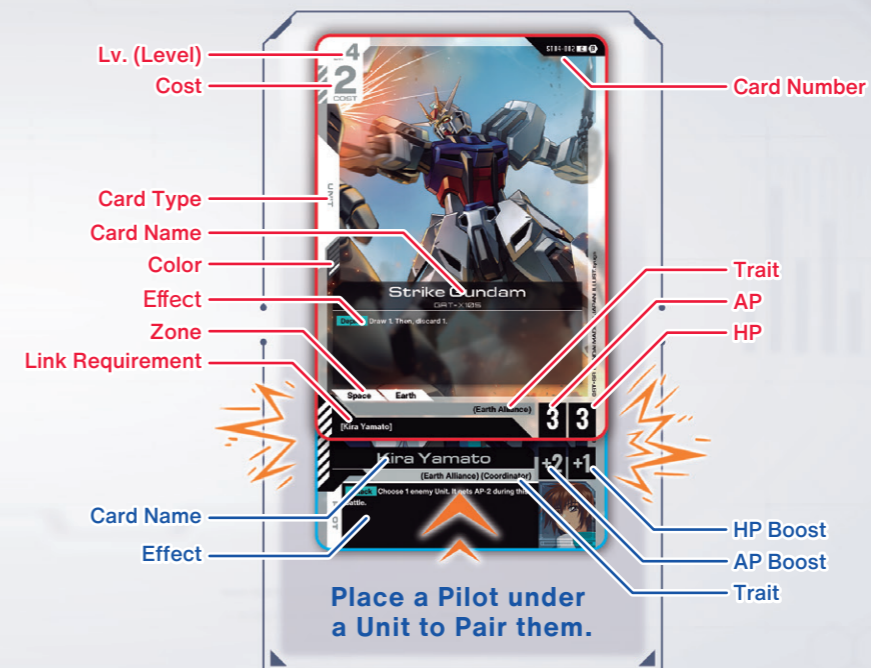 Lv. (Level)
Cost
Card Type
Card Name
Color
Effect
Zone
Link Requirement
Card Name
Effect
4
2
COST
UNIT
ST04-002 C
Card Number
Strike Gundam
GAT-X105
Draw 1. Then, discard 1.
Space Earth
(Earth Alliance)
[Kira Yamato]
3 3
Kira Yamato
+2 +1
(Earth Alliance) (Coordinator)
Choose 1 enemy Unit. It gets AP-2 during this
battle.
Trait
AP
HP
HP Boost
AP Boost
Trait
Place a Pilot under
a Unit to Pair them.